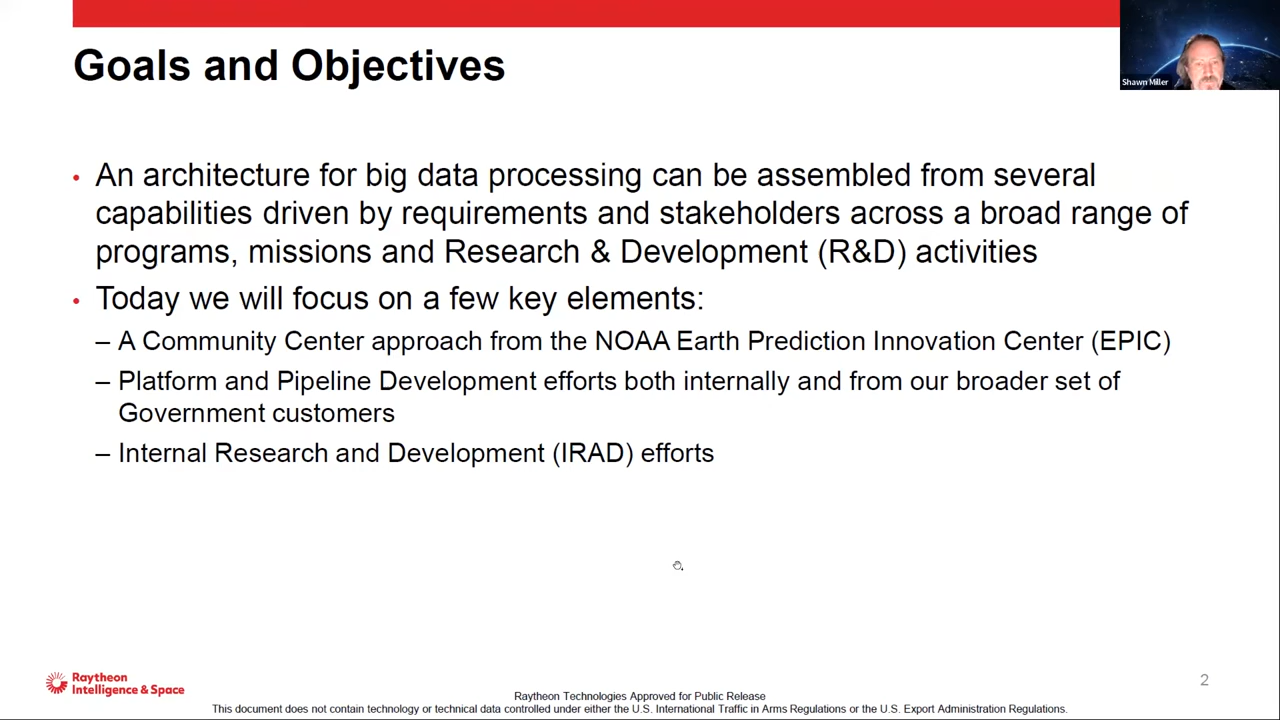 Goals and Objectives
Shawn Miller
• An architecture for big data processing can be assembled from several
capabilities driven by requirements and stakeholders across a broad range of
programs, missions and Research & Development (R&D) activities
• Today we will focus on a few key elements:
– A Community Center approach from the NOAA Earth Prediction Innovation Center (EPIC)
– Platform and Pipeline Development efforts both internally and from our broader set of
Government customers
– Internal Research and Development (IRAD) efforts
Raytheon
Intelligence & Space
2
Raytheon Technologies Approved for Public Release
This document does not contain technology or technical data controlled under either the U.S. International Traffic in Arms Regulations or the U.S. Export Administration Regulations.